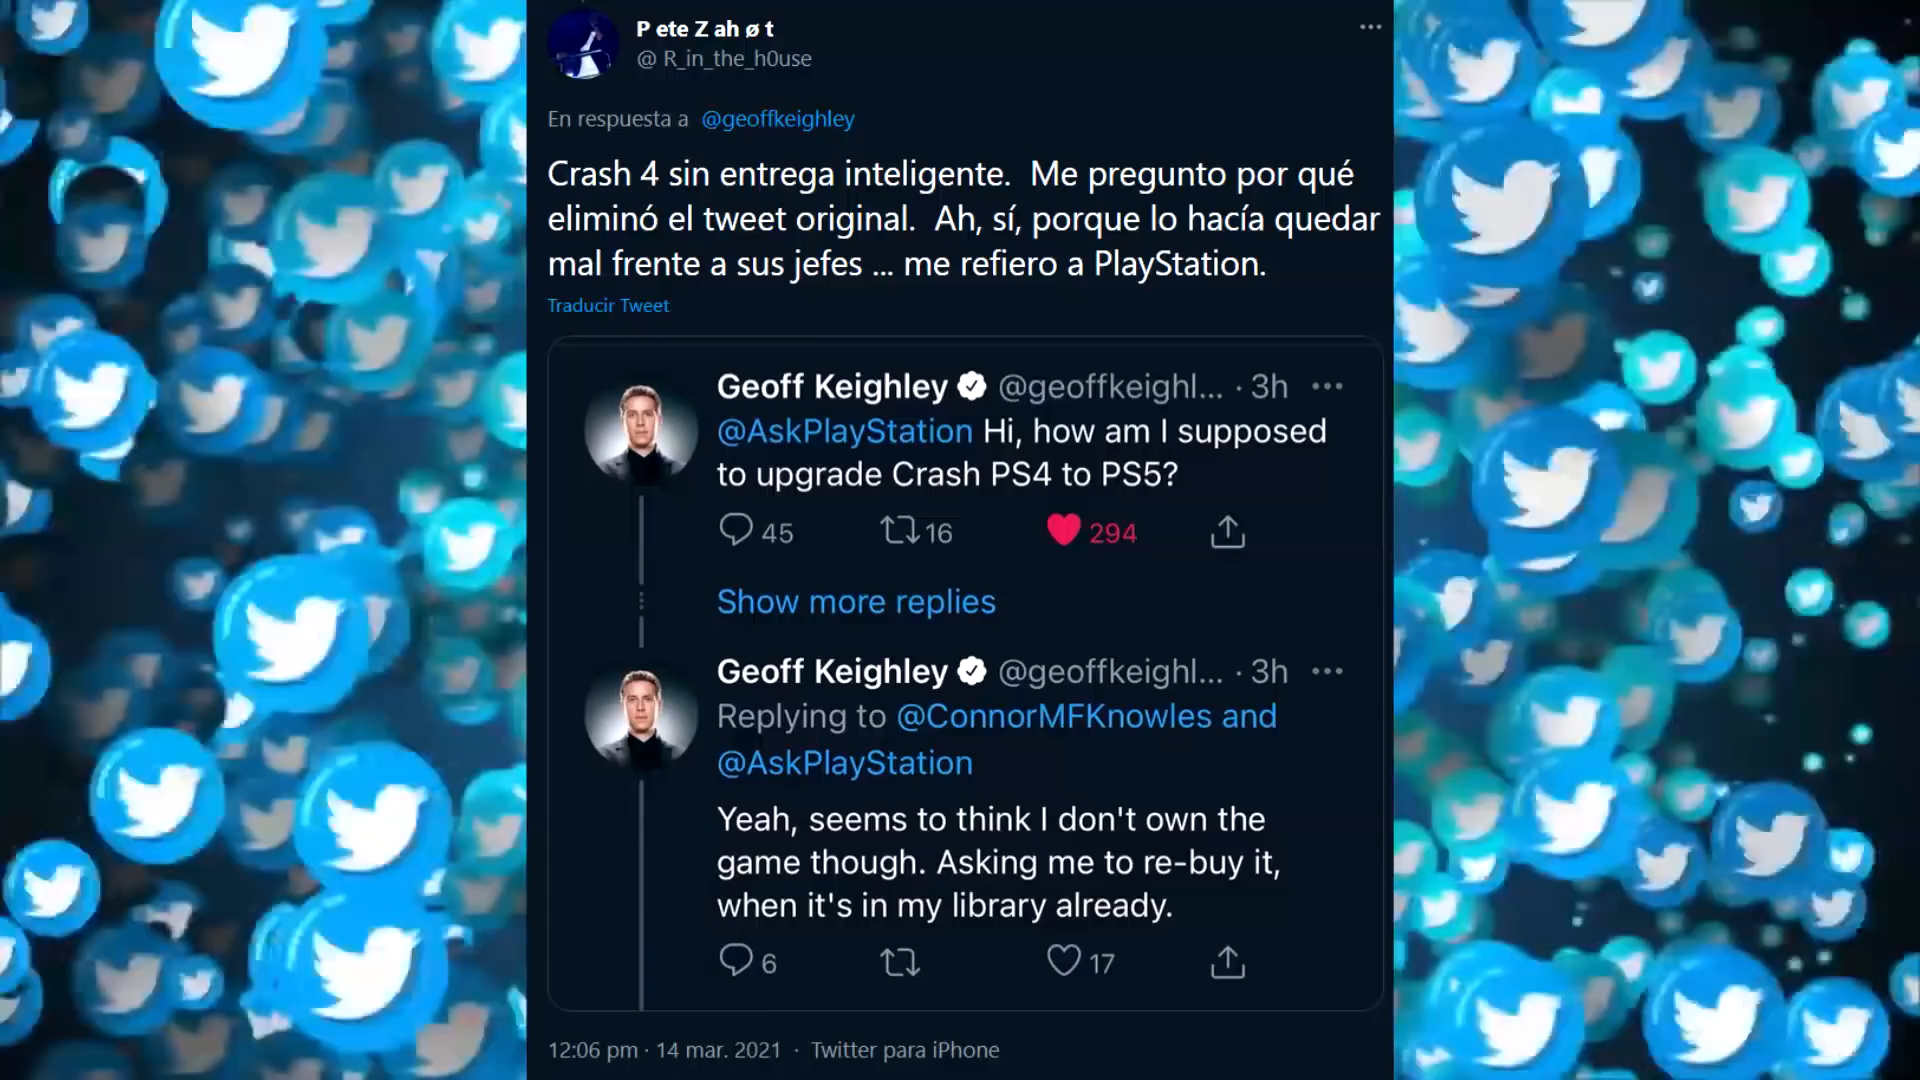 P ete Z ah ø t
@ R_in_the_h0use
En respuesta a @geoffkeighley
Crash 4 sin entrega inteligente. Me pregunto por qué
eliminó el tweet original. Ah, sí, porque lo hacía quedar
mal frente a sus jefes ... me refiero a PlayStation.
Traducir Tweet
Geoff Keighley @geoffkeighl... · 3h
@AskPlayStation Hi, how am I supposed
to upgrade Crash PS4 to PS5?
45 16 294
Show more replies
Geoff Keighley @geoffkeighl... · 3h
Replying to @ConnorMFKnowles and
@AskPlayStation
Yeah, seems to think I don't own the
game though. Asking me to re-buy it,
when it's in my library already.
6 17
12:06 pm · 14 mar. 2021 · Twitter para iPhone